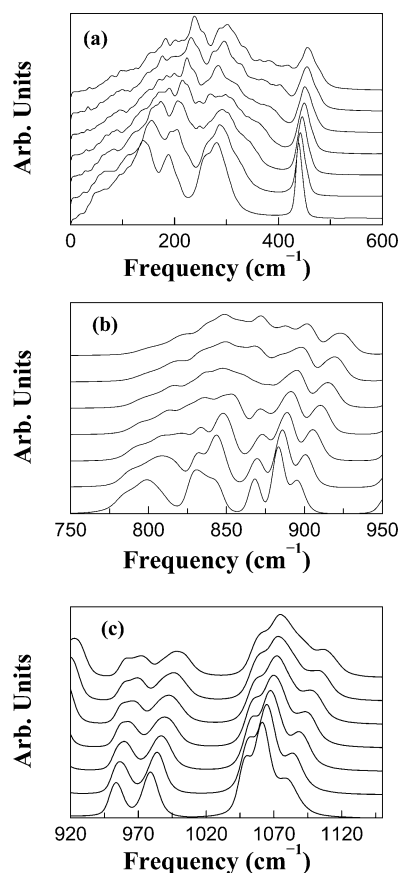 (a)
Arb. Units
0 200 400 600
Frequency (cm⁻¹)
(b)
Arb. Units
750 800 850 900 950
Frequency (cm⁻¹)
(c)
Arb. Units
920 970 1020 1070 1120
Frequency (cm⁻¹)